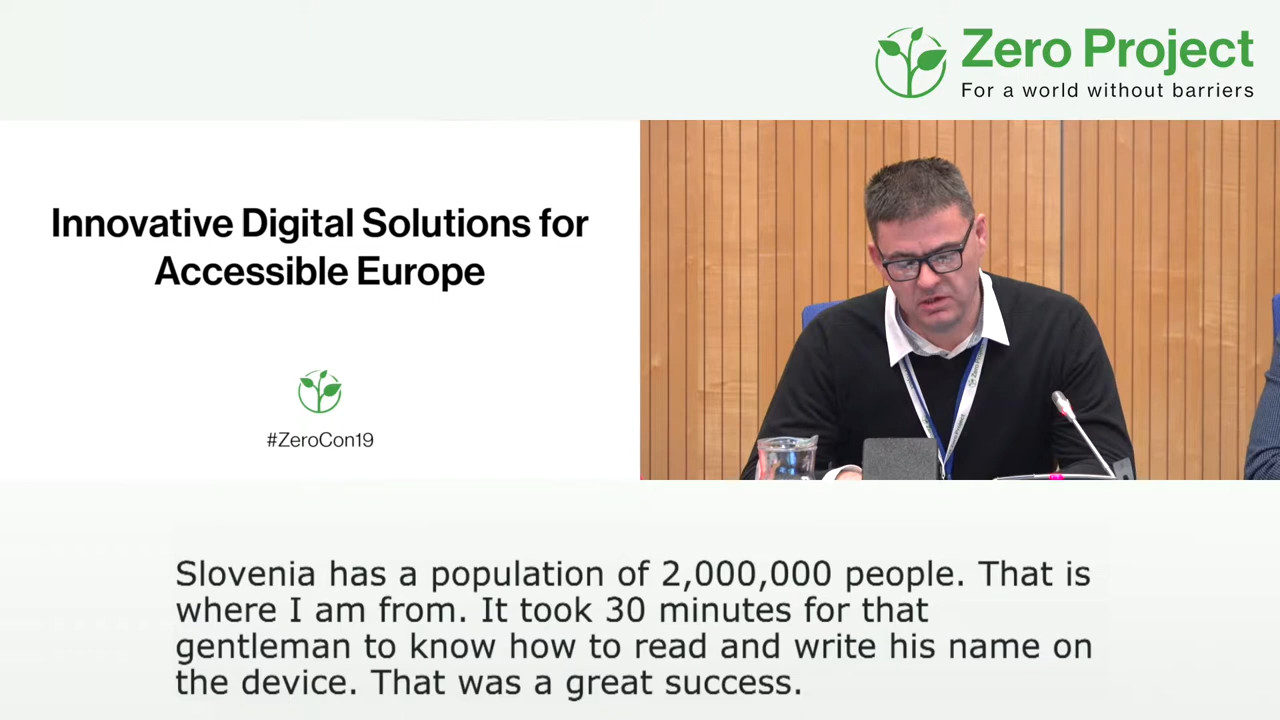 Zero Project
For a world without barriers
Innovative Digital Solutions for
Accessible Europe
#ZeroCon19
Slovenia has a population of 2,000,000 people. That is
where I am from. It took 30 minutes for that
gentleman to know how to read and write his name on
the device. That was a great success.